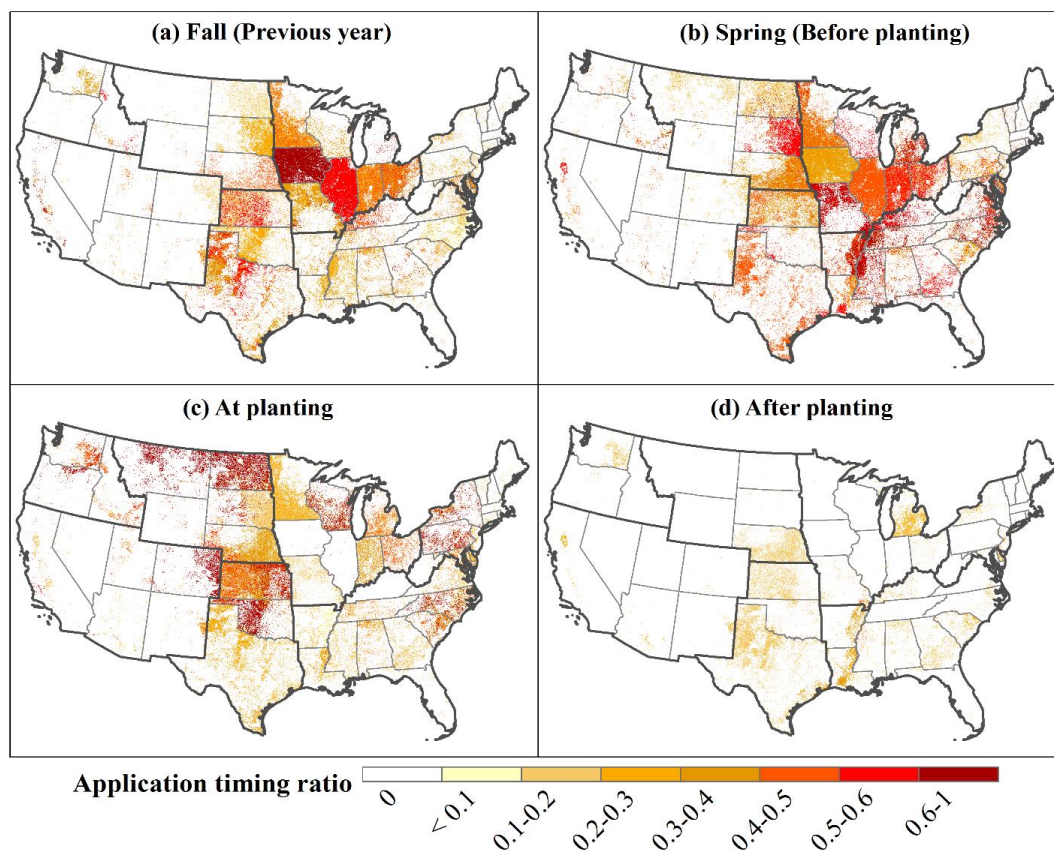 (a) Fall (Previous year)
(b) Spring (Before planting)
(c) At planting
(d) After planting
Application timing ratio
0
< 0.1
0.1-0.2
0.2-0.3
0.3-0.4
0.4-0.5
0.5-0.6
0.6-1